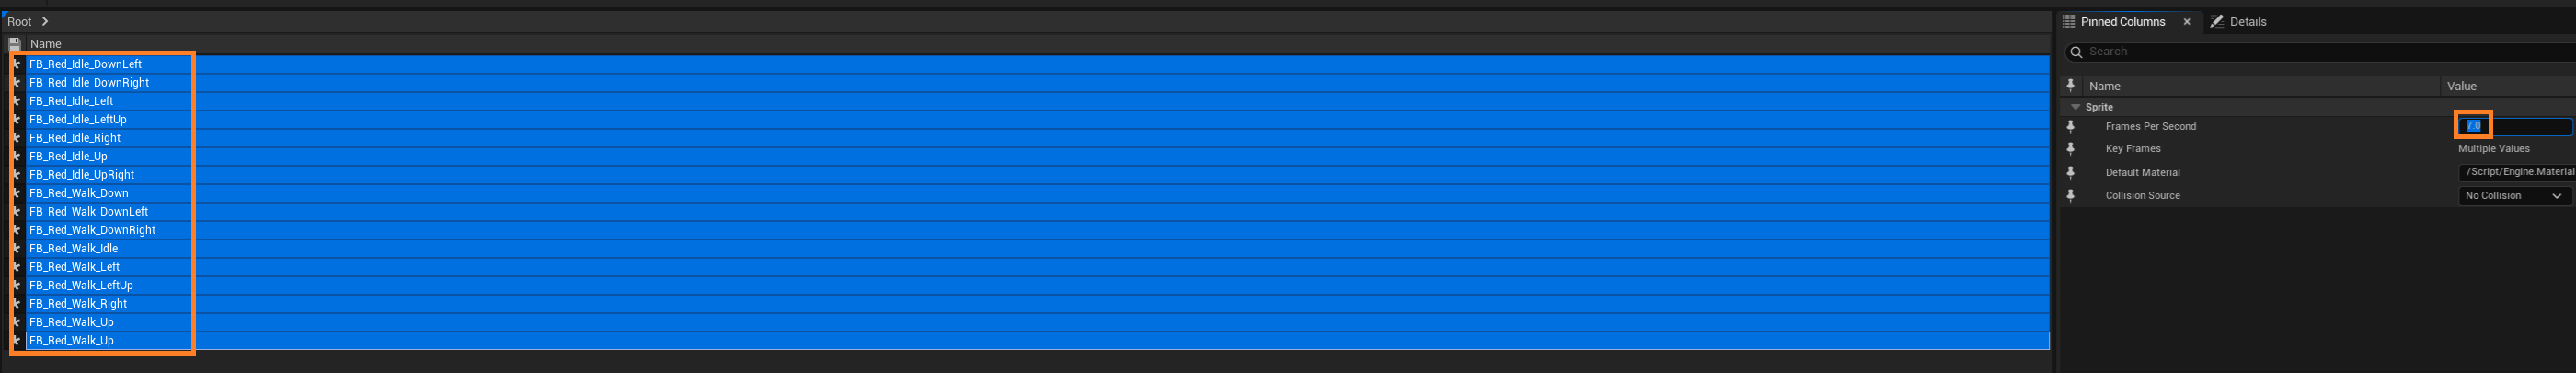 Root
Name
FB_Red_Idle_DownLeft
FB_Red_Idle_DownRight
FB_Red_Idle_Left
FB_Red_Idle_LeftUp
FB_Red_Idle_Right
FB_Red_Idle_Up
FB_Red_Idle_UpRight
FB_Red_Walk_Down
FB_Red_Walk_DownLeft
FB_Red_Walk_DownRight
FB_Red_Walk_Idle
FB_Red_Walk_Left
FB_Red_Walk_LeftUp
FB_Red_Walk_Right
FB_Red_Walk_Up
FB_Red_Walk_Up
Pinned Columns Details
Search
Name Value
Sprite
Frames Per Second 7.0
Key Frames Multiple Values
Default Material /Script/Engine.Material
Collision Source No Collision